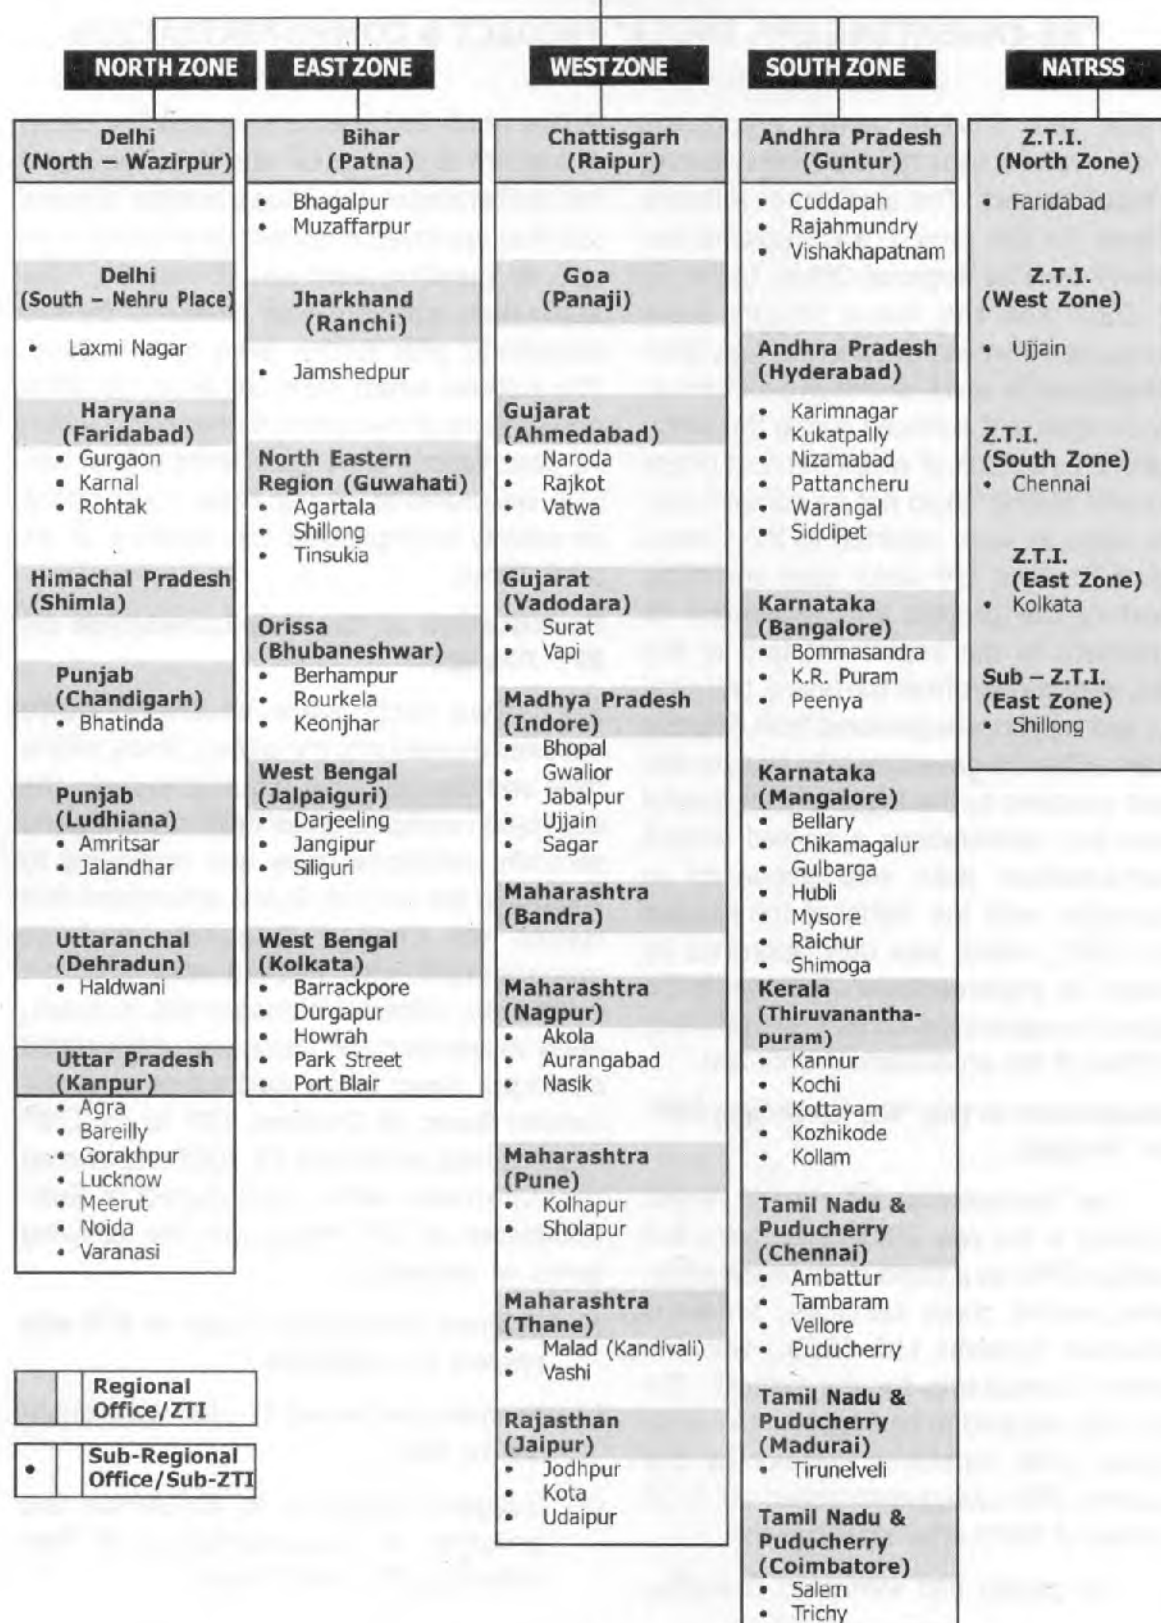 NORTH ZONE
Delhi
(North – Wazirpur)
Delhi
(South – Nehru Place)
• Laxmi Nagar
Haryana
(Faridabad)
• Gurgaon
• Karnal
• Rohtak
Himachal Pradesh
(Shimla)
Punjab
(Chandigarh)
• Bhatinda
Punjab
(Ludhiana)
• Amritsar
• Jalandhar
Uttaranchal
(Dehradun)
• Haldwani
Uttar Pradesh
(Kanpur)
• Agra
• Bareilly
• Gorakhpur
• Lucknow
• Meerut
• Noida
• Varanasi
EAST ZONE
Bihar
(Patna)
• Bhagalpur
• Muzaffarpur
Jharkhand
(Ranchi)
• Jamshedpur
North Eastern
Region (Guwahati)
• Agartala
• Shillong
• Tinsukia
Orissa
(Bhubaneshwar)
• Berhampur
• Rourkela
• Keonjhar
West Bengal
(Jalpaiguri)
• Darjeeling
• Jangipur
• Siliguri
West Bengal
(Kolkata)
• Barrackpore
• Durgapur
• Howrah
• Park Street
• Port Blair
WEST ZONE
Chattisgarh
(Raipur)
Goa
(Panaji)
Gujarat
(Ahmedabad)
• Naroda
• Rajkot
• Vatwa
Gujarat
(Vadodara)
• Surat
• Vapi
Madhya Pradesh
(Indore)
• Bhopal
• Gwalior
• Jabalpur
• Ujjain
• Sagar
Maharashtra
(Bandra)
Maharashtra
(Nagpur)
• Akola
• Aurangabad
• Nasik
Maharashtra
(Pune)
• Kolhapur
• Sholapur
Maharashtra
(Thane)
• Malad (Kandivali)
• Vashi
Rajasthan
(Jaipur)
• Jodhpur
• Kota
• Udaipur
SOUTH ZONE
Andhra Pradesh
(Guntur)
• Cuddapah
• Rajahmundry
• Vishakhapatnam
Andhra Pradesh
(Hyderabad)
• Karimnagar
• Kukatpally
• Nizamabad
• Pattancheru
• Warangal
• Siddipet
Karnataka
(Bangalore)
• Bommasandra
• K.R. Puram
• Peenya
Karnataka
(Mangalore)
• Bellary
• Chikamagalur
• Gulbarga
• Hubli
• Mysore
• Raichur
• Shimoga
Kerala
(Thiruvanantha-
puram)
• Kannur
• Kochi
• Kottayam
• Kozhikode
• Kollam
Tamil Nadu &
Puducherry
(Chennai)
• Ambattur
• Tambaram
• Vellore
• Puducherry
Tamil Nadu &
Puducherry
(Madurai)
• Tirunelveli
Tamil Nadu &
Puducherry
(Coimbatore)
• Salem
• Trichy
NATRSS
Z.T.I.
(North Zone)
• Faridabad
Z.T.I.
(West Zone)
• Ujjain
Z.T.I.
(South Zone)
• Chennai
Z.T.I.
(East Zone)
• Kolkata
Sub – Z.T.I.
(East Zone)
• Shillong
Regional
Office/ZTI
• Sub-Regional
Office/Sub-ZTI